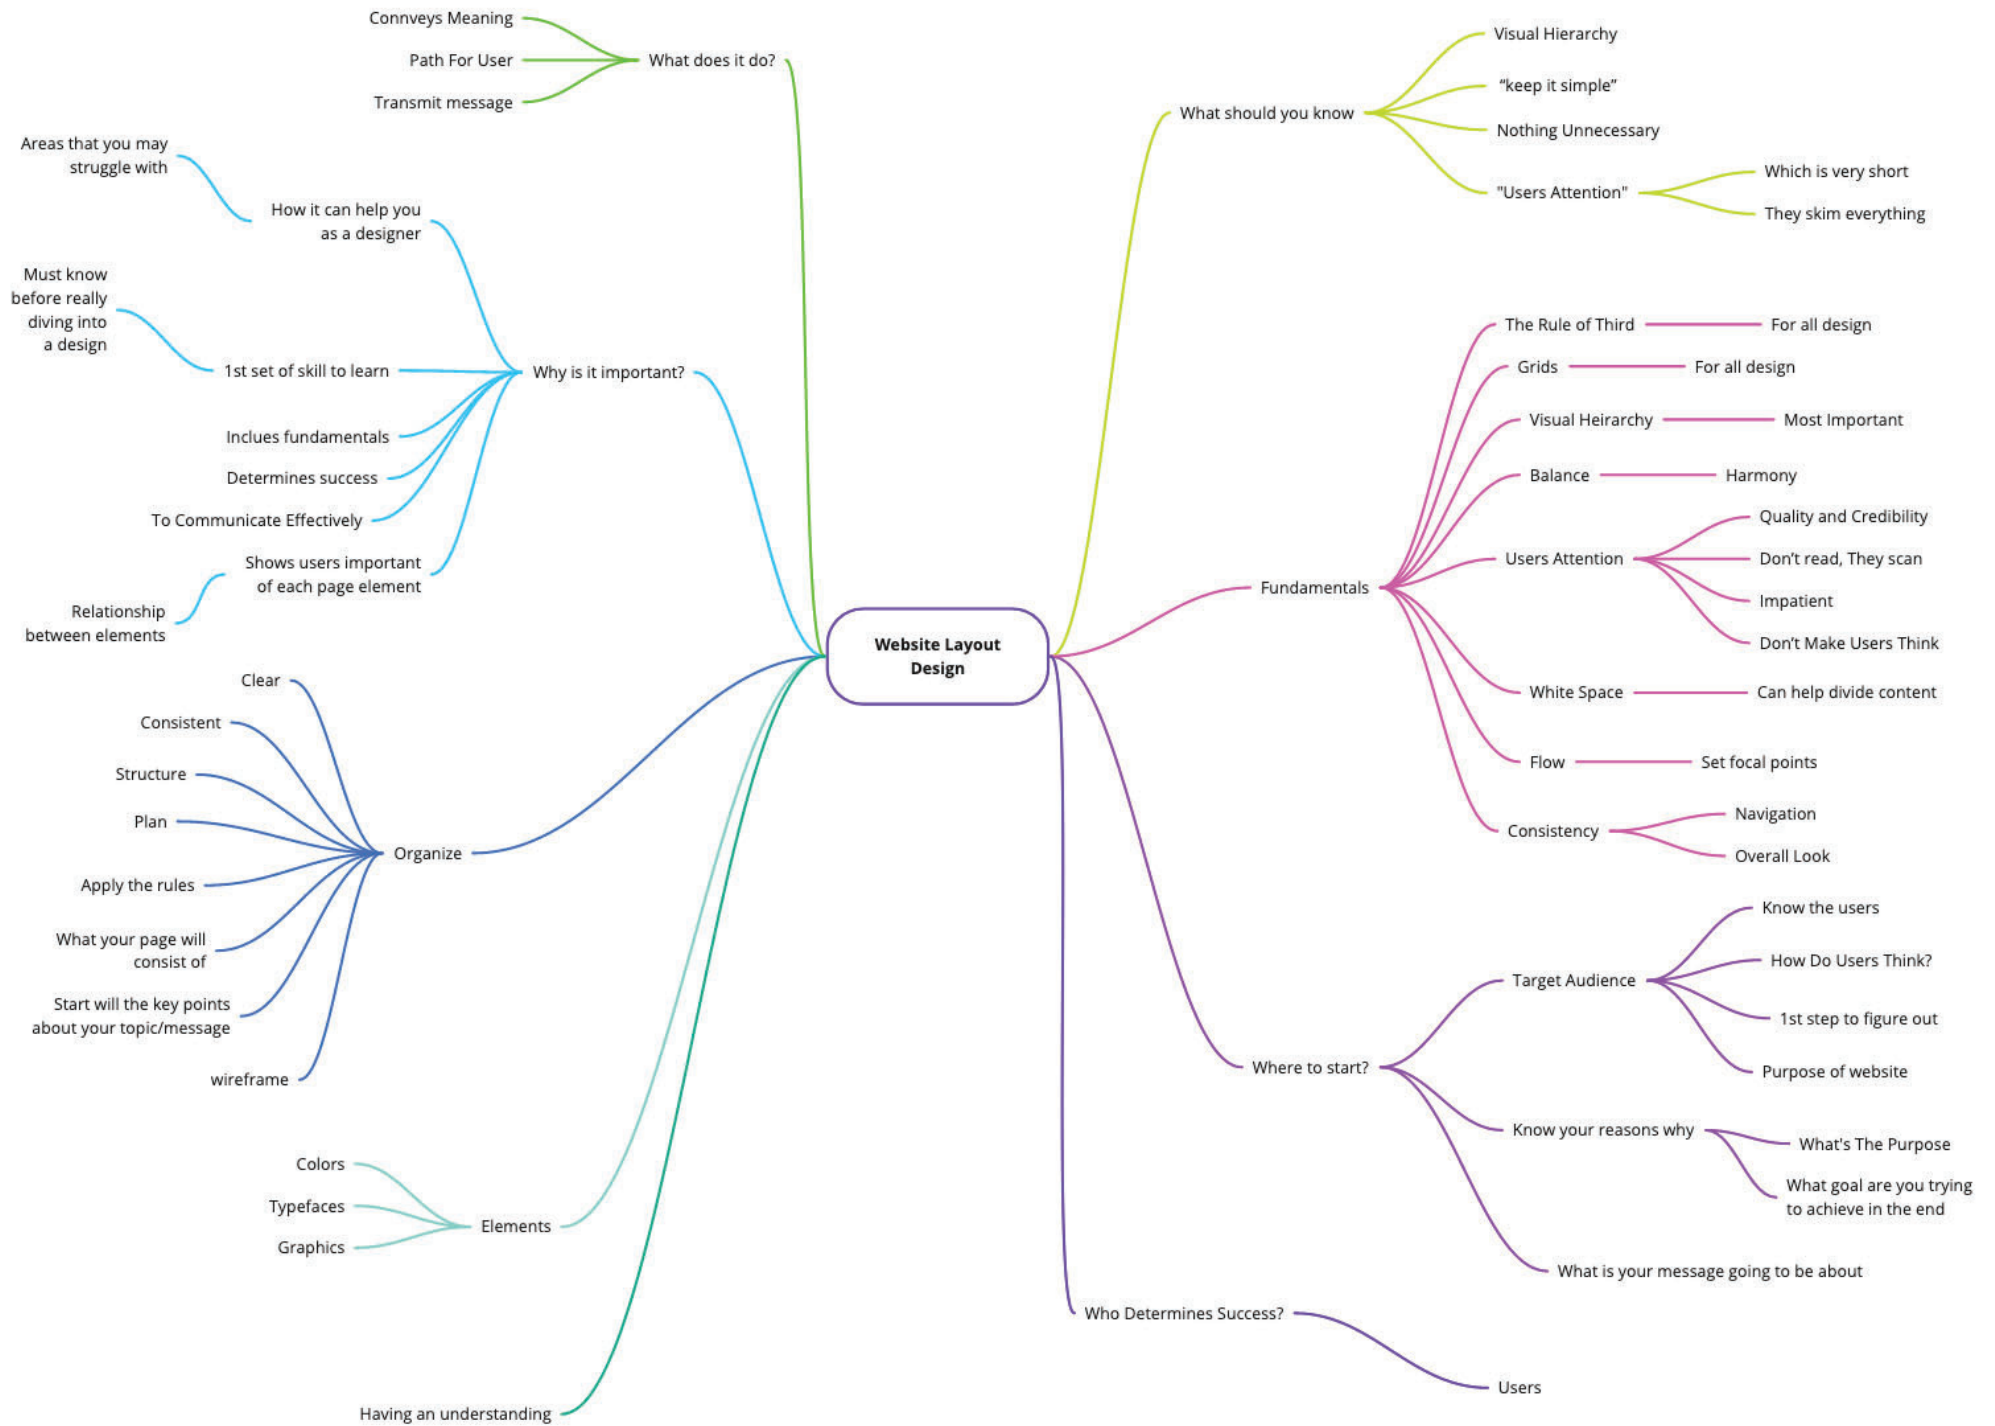 Connveys Meaning
Path For User
Transmit message
What does it do?
Areas that you may
struggle with
How it can help you
as a designer
Must know
before really
diving into
a design
1st set of skill to learn
Why is it important?
Inclues fundamentals
Determines success
To Communicate Effectively
Shows users important
of each page element
Relationship
between elements
Clear
Consistent
Structure
Plan
Organize
Apply the rules
What your page will
consist of
Start will the key points
about your topic/message
wireframe
Colors
Typefaces
Elements
Graphics
Having an understanding
Website Layout
Design
Visual Hierarchy
“keep it simple”
What should you know
Nothing Unnecessary
"Users Attention"
Which is very short
They skim everything
The Rule of Third
For all design
Grids
For all design
Visual Heirarchy
Most Important
Balance
Harmony
Fundamentals
Users Attention
Quality and Credibility
Don’t read, They scan
Impatient
Don’t Make Users Think
White Space
Can help divide content
Flow
Set focal points
Consistency
Navigation
Overall Look
Where to start?
Target Audience
Know the users
How Do Users Think?
1st step to figure out
Purpose of website
Know your reasons why
What's The Purpose
What goal are you trying
to achieve in the end
What is your message going to be about
Who Determines Success?
Users